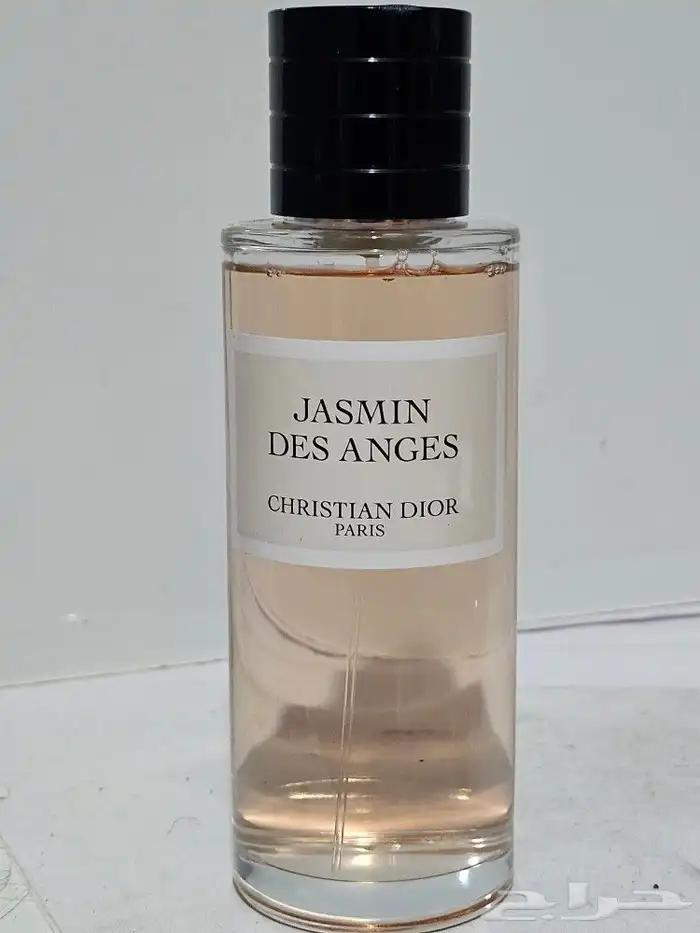 JASMIN
DES ANGES
CHRISTIAN DIOR
PARIS
حراج